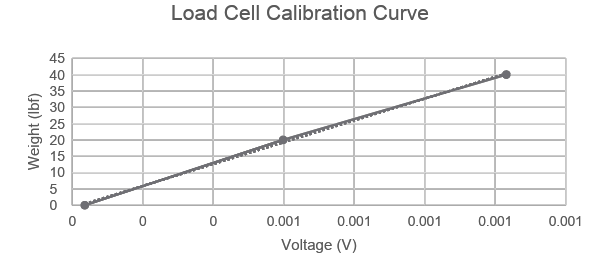 Load Cell Calibration Curve
45
40
35
30
25
20
15
10
5
0
Weight (lbf)
0 0 0 0.001 0.001 0.001 0.001 0.001
Voltage (V)